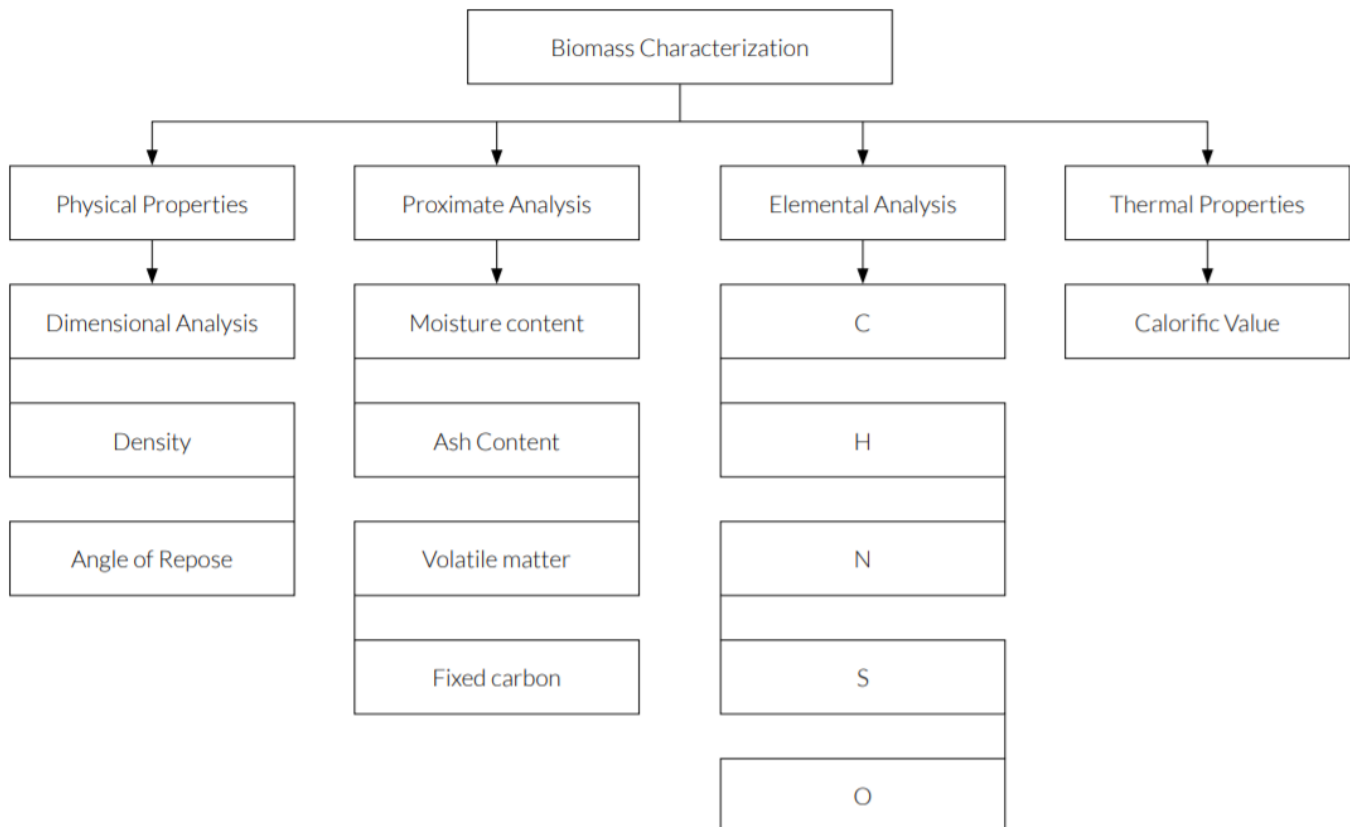 Biomass Characterization
Physical Properties
Proximate Analysis
Elemental Analysis
Thermal Properties
Dimensional Analysis
Moisture content
C
Calorific Value
Density
Ash Content
H
Angle of Repose
Volatile matter
N
Fixed carbon
S
O